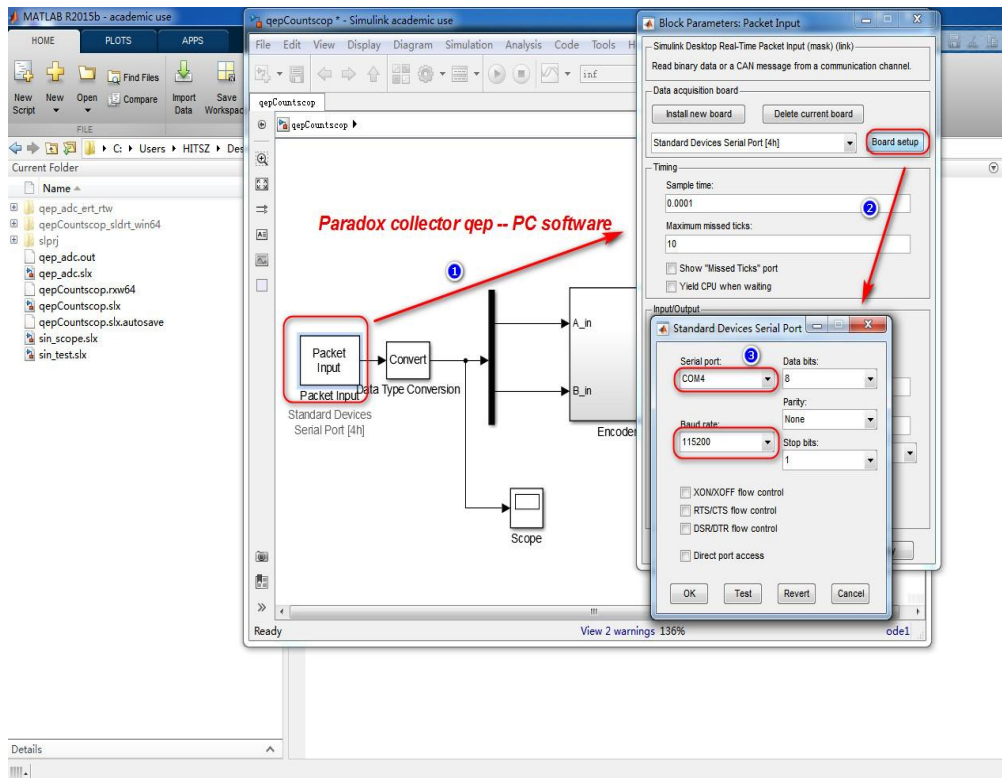 MATLAB R2015b - academic use
HOME PLOTS APPS
New Script
New
Open
Find Files
Compare
Import Data
Save
FILE
C: Users HITSZ
Current Folder
Name
qep_adc_ert_rtw
qepCountscop_sldrt_win64
slprj
qep_adc.out
qep_adc.slx
qepCountscop.rxw64
qepCountscop.slx
qepCountscop.slx.autosave
sin_scope.slx
sin_test.slx
Details
qepCountscop * - Simulink academic use
File Edit View Display Diagram Simulation Analysis Code Tools H
inf
qepCountscop
qepCountscop
Paradox collector qep -- PC software
1
Packet Input
Packet Input
Standard Devices
Serial Port [4h]
Convert
Data Type Conversion
A_in
B_in
Encoder
Scope
Ready View 2 warnings 136% ode1
Block Parameters: Packet Input
Simulink Desktop Real-Time Packet Input (mask) (link)
Read binary data or a CAN message from a communication channel.
Data acquisition board
Install new board Delete current board
Standard Devices Serial Port [4h] Board setup
Timing
Sample time:
0.0001
2
Maximum missed ticks:
10
Show "Missed Ticks" port
Yield CPU when waiting
Input/Output
Standard Devices Serial Port
3
Serial port: Data bits:
COM4 8
Parity:
Baud rate: None
115200 Stop bits:
1
XON/XOFF flow control
RTS/CTS flow control
DSR/DTR flow control
Direct port access
OK Test Revert Cancel